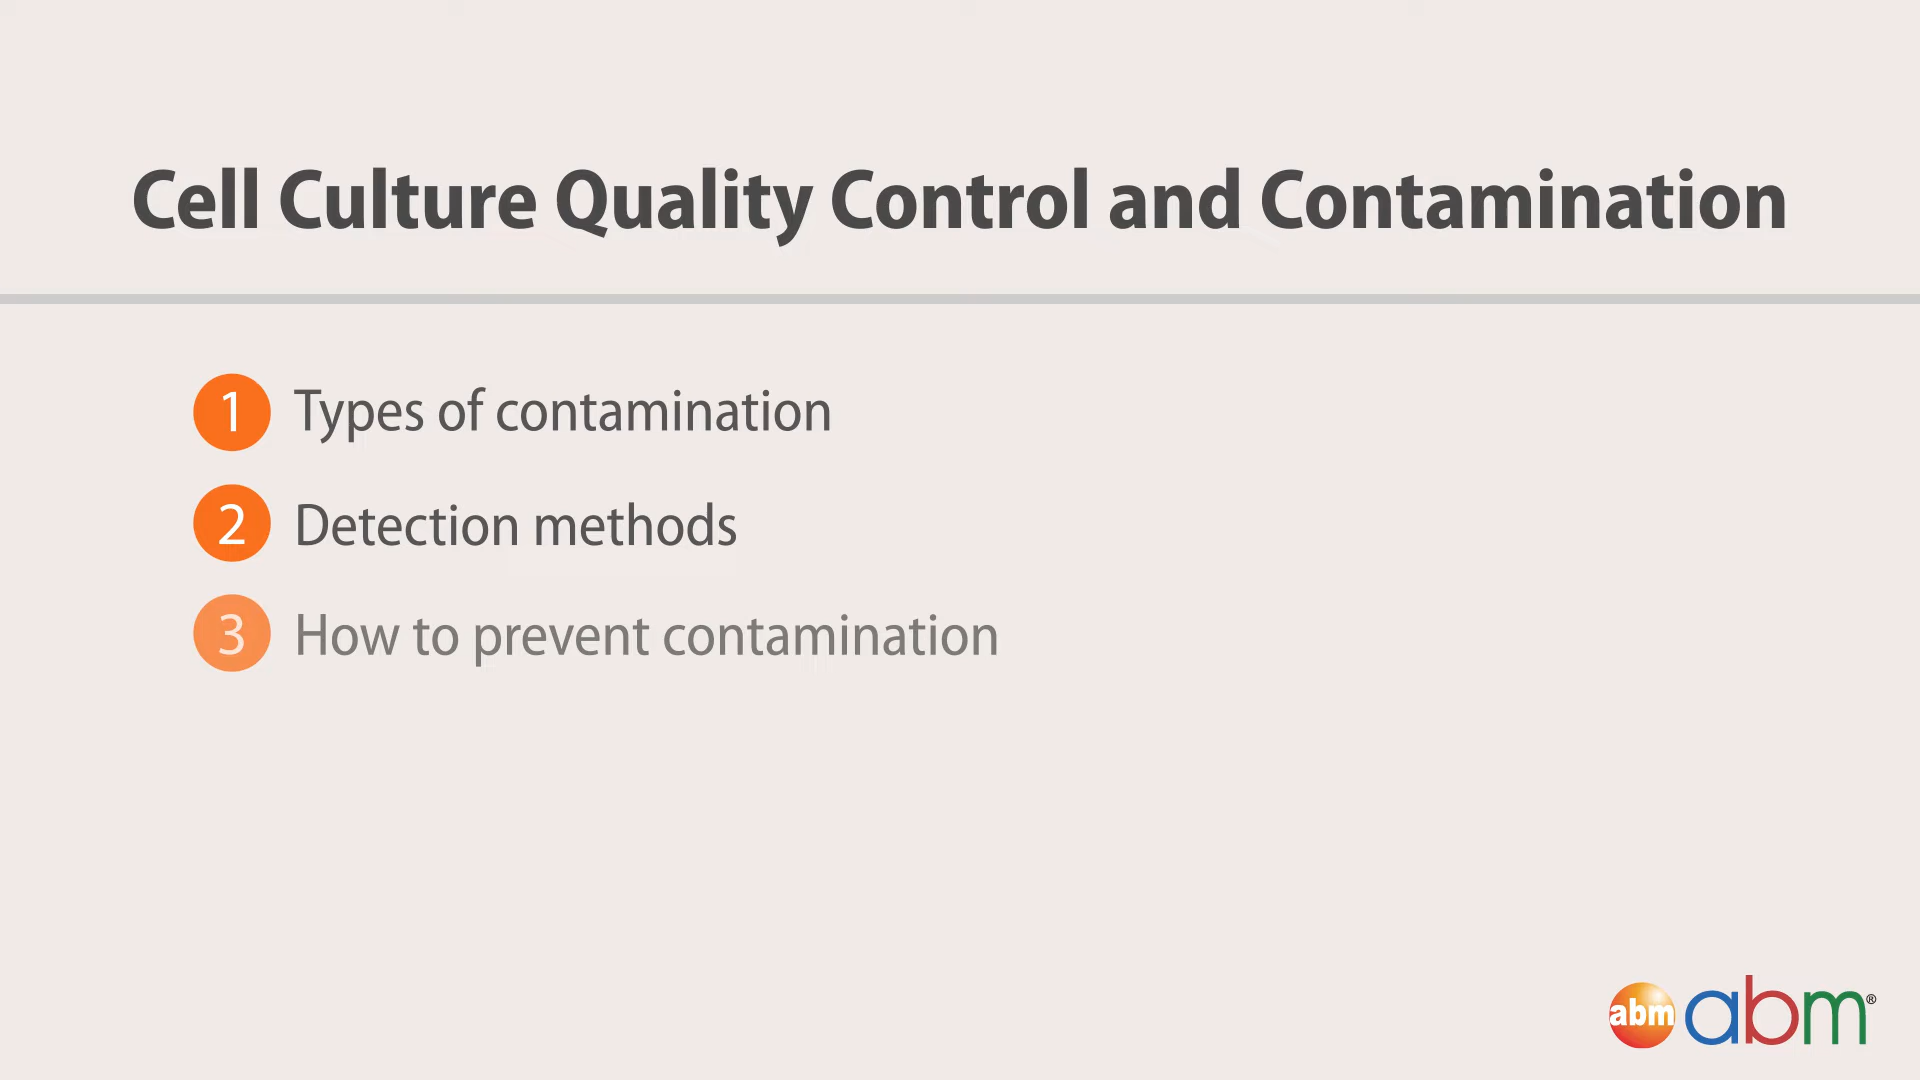 Cell Culture Quality Control and Contamination
1 Types of contamination
2 Detection methods
3 How to prevent contamination
abm abm®